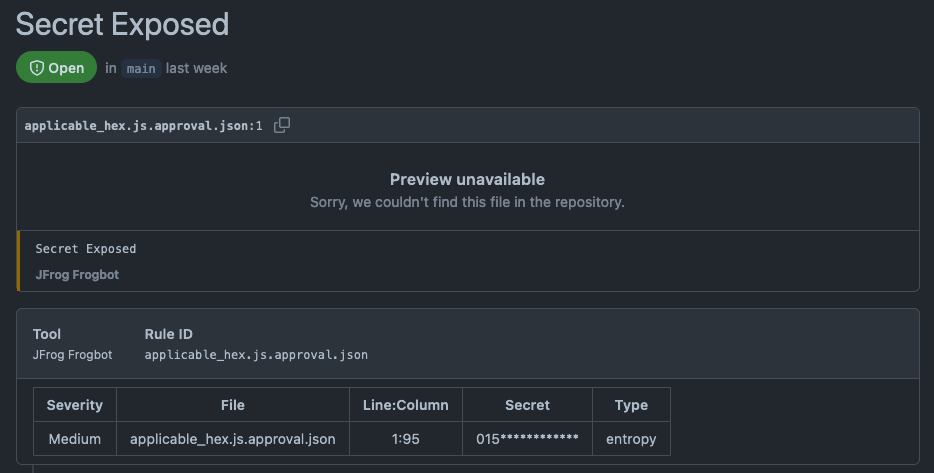 Secret Exposed
Open in main last week
applicable_hex.js.approval.json:1
Preview unavailable
Sorry, we couldn't find this file in the repository.
Secret Exposed
JFrog Frogbot
Tool Rule ID
JFrog Frogbot applicable_hex.js.approval.json
Severity File Line:Column Secret Type
Medium applicable_hex.js.approval.json 1:95 015************ entropy